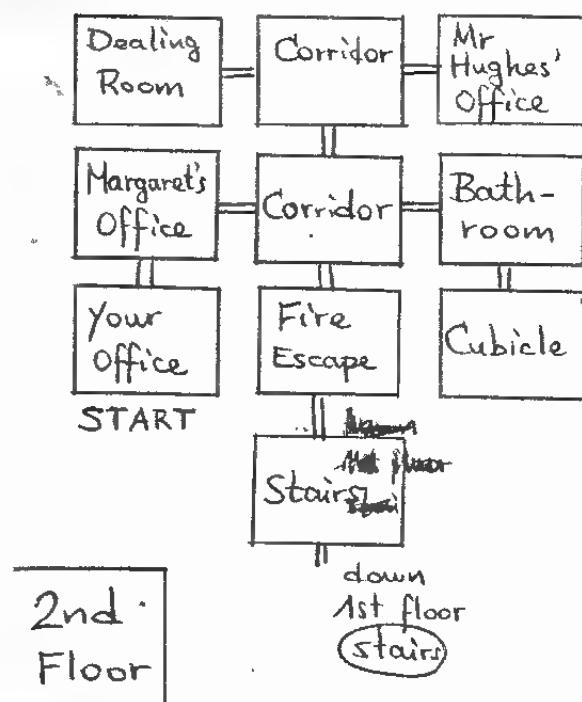 Dealing
Room
Corridor
Mr
Hughes'
Office
Margaret's
Office
Corridor
Bath-
room
Your
Office
START
Fire
Escape
Cubicle
Stairs
down
1st floor
stairs
2nd
Floor